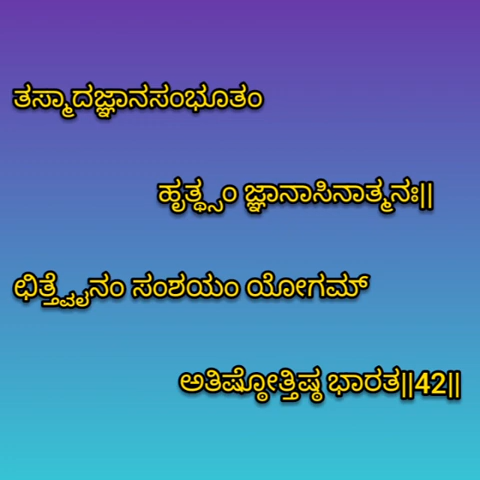 ತಸ್ಮಾದಜ್ಞಾನಸಂಭೂತಂ
ಹೃತ್ಥ್ಸಂ ಜ್ಞಾನಾಸಿನಾತ್ಮನಃ||
ಛಿತ್ತ್ವೈನಂ ಸಂಶಯಂ ಯೋಗಮ್
ಅತಿಷ್ಠೋತ್ತಿಷ್ಠ ಭಾರತ||42||